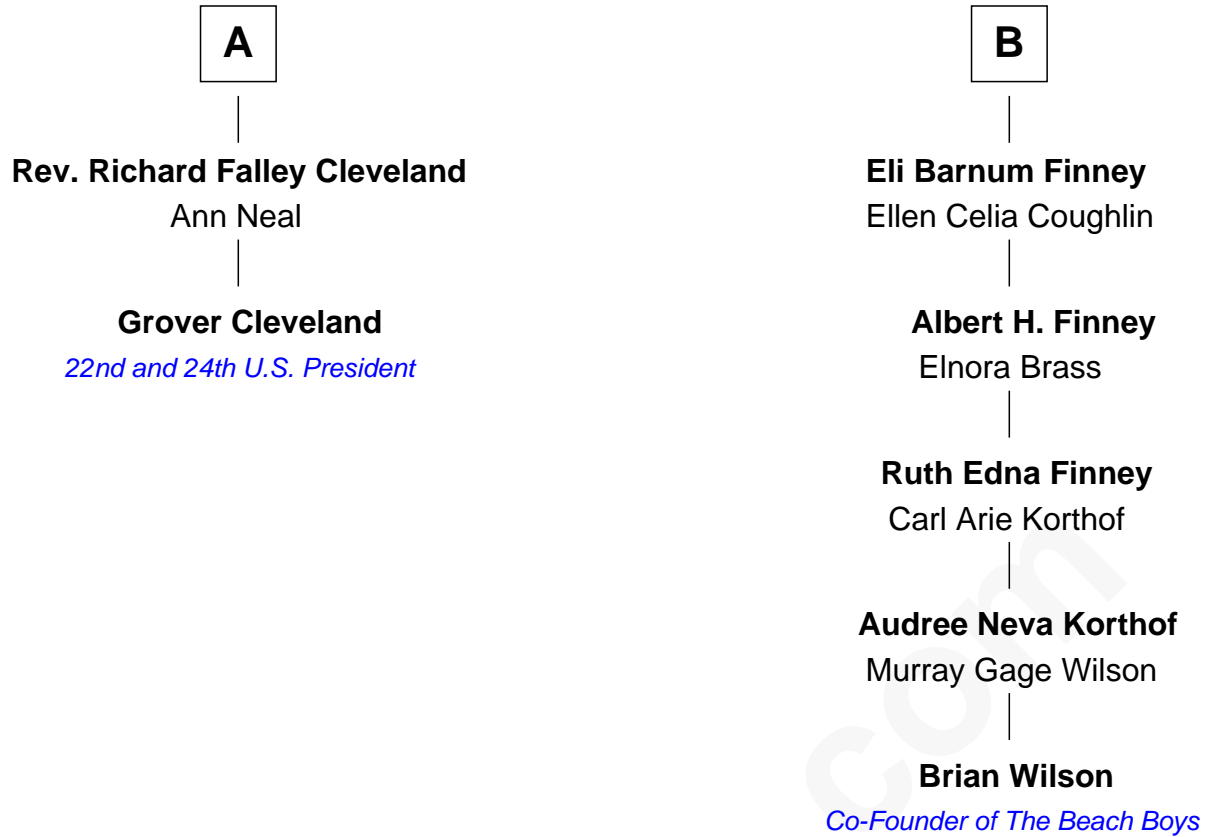 A
Rev. Richard Falley Cleveland
Ann Neal
Grover Cleveland
22nd and 24th U.S. President
B
Eli Barnum Finney
Ellen Celia Coughlin
Albert H. Finney
Elnora Brass
Ruth Edna Finney
Carl Arie Korthof
Audree Neva Korthof
Murray Gage Wilson
Brian Wilson
Co-Founder of The Beach Boys
com